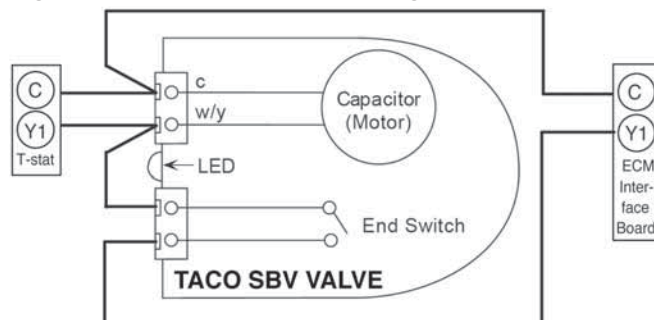 C
Y1
T-stat
c
w/y
LED
Capacitor
(Motor)
End Switch
TACO SBV VALVE
C
Y1
ECM
Inter-
face
Board